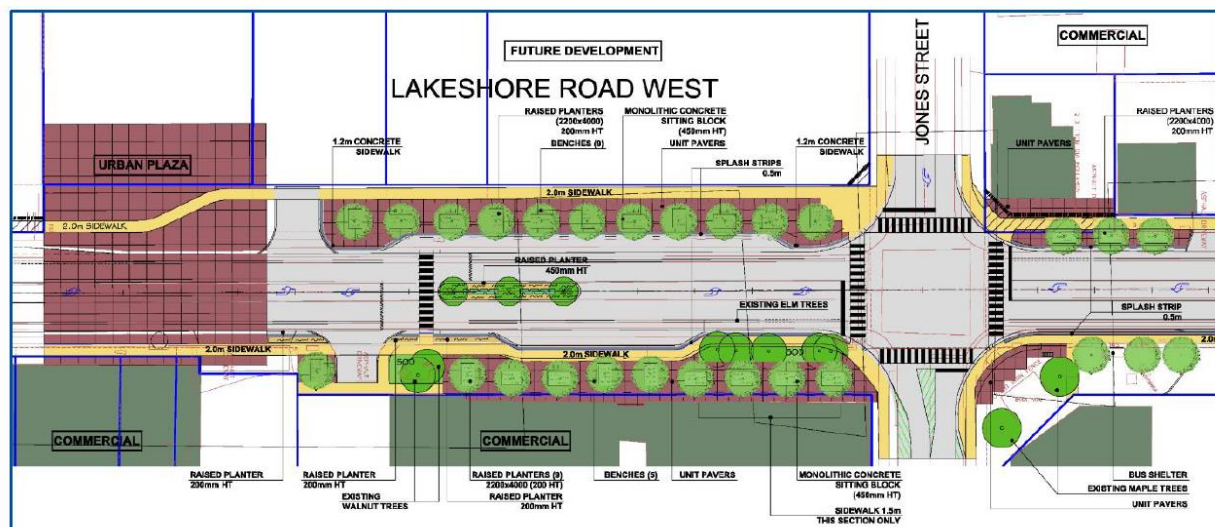 COMMERCIAL
FUTURE DEVELOPMENT
LAKESHORE ROAD WEST
JONES STREET
RAISED PLANTERS
(2200x4000)
200mm HT
BENCHES (9)
MONOLITHIC CONCRETE
SITTING BLOCK
(450mm HT)
UNIT PAVERS
RAISED PLANTERS
(2200x4000)
200mm HT
UNIT PAVERS
1.2m CONCRETE
SIDEWALK
1.2m CONCRETE
SIDEWALK
SPLASH STRIPS
0.5m
URBAN PLAZA
2.0m SIDEWALK
2.0m SIDEWALK
RAISED PLANTER
450mm HT
EXISTING ELM TREES
SPLASH STRIP
0.5m
2.0m SIDEWALK
2.0m SIDEWALK
2.0m
500
500
COMMERCIAL
COMMERCIAL
RAISED PLANTER
200mm HT
RAISED PLANTER
200mm HT
EXISTING
WALNUT TREES
RAISED PLANTERS (9)
2200x4000 (200 HT)
RAISED PLANTER
200mm HT
BENCHES (5)
UNIT PAVERS
MONOLITHIC CONCRETE
SITTING BLOCK
(450mm HT)
SIDEWALK 1.5m
THIS SECTION ONLY
BUS SHELTER
EXISTING MAPLE TREES
UNIT PAVERS